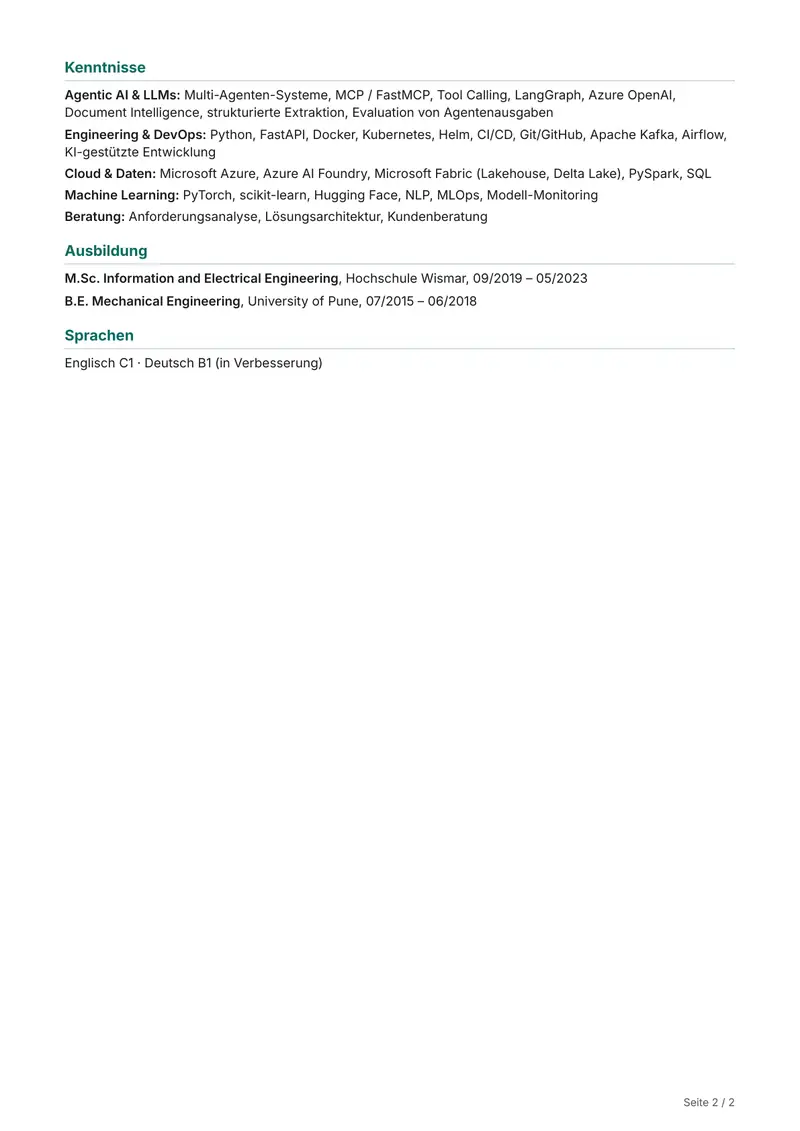 Kenntnisse
Agentic AI & LLMs: Multi-Agenten-Systeme, MCP / FastMCP, Tool Calling, LangGraph, Azure OpenAI,
Document Intelligence, strukturierte Extraktion, Evaluation von Agentenausgaben
Engineering & DevOps: Python, FastAPI, Docker, Kubernetes, Helm, CI/CD, Git/GitHub, Apache Kafka, Airflow,
KI-gestützte Entwicklung
Cloud & Daten: Microsoft Azure, Azure AI Foundry, Microsoft Fabric (Lakehouse, Delta Lake), PySpark, SQL
Machine Learning: PyTorch, scikit-learn, Hugging Face, NLP, MLOps, Modell-Monitoring
Beratung: Anforderungsanalyse, Lösungsarchitektur, Kundenberatung
Ausbildung
M.Sc. Information and Electrical Engineering, Hochschule Wismar, 09/2019 – 05/2023
B.E. Mechanical Engineering, University of Pune, 07/2015 – 06/2018
Sprachen
Englisch C1 · Deutsch B1 (in Verbesserung)
Seite 2 / 2